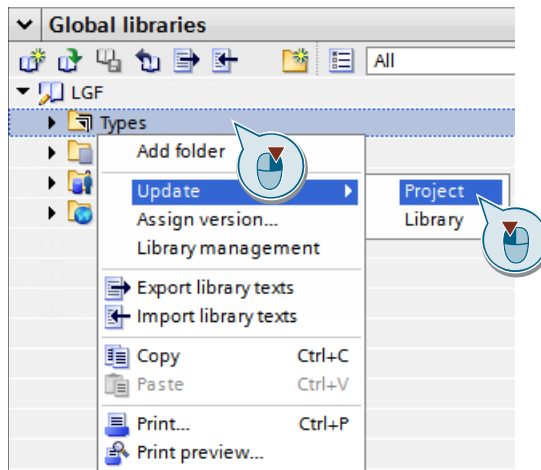 Global libraries
All
LGF
Types
Add folder
Update
Project
Assign version...
Library
Library management
Export library texts
Import library texts
Copy Ctrl+C
Paste Ctrl+V
Print... Ctrl+P
Print preview...